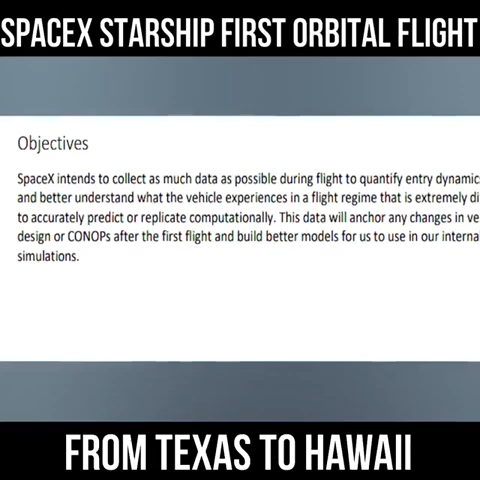 SPACEX STARSHIP FIRST ORBITAL FLIGHT
Objectives
SpaceX intends to collect as much data as possible during flight to quantify entry dynamics
and better understand what the vehicle experiences in a flight regime that is extremely di
to accurately predict or replicate computationally. This data will anchor any changes in ve
design or CONOPs after the first flight and build better models for us to use in our interna
simulations.
FROM TEXAS TO HAWAII